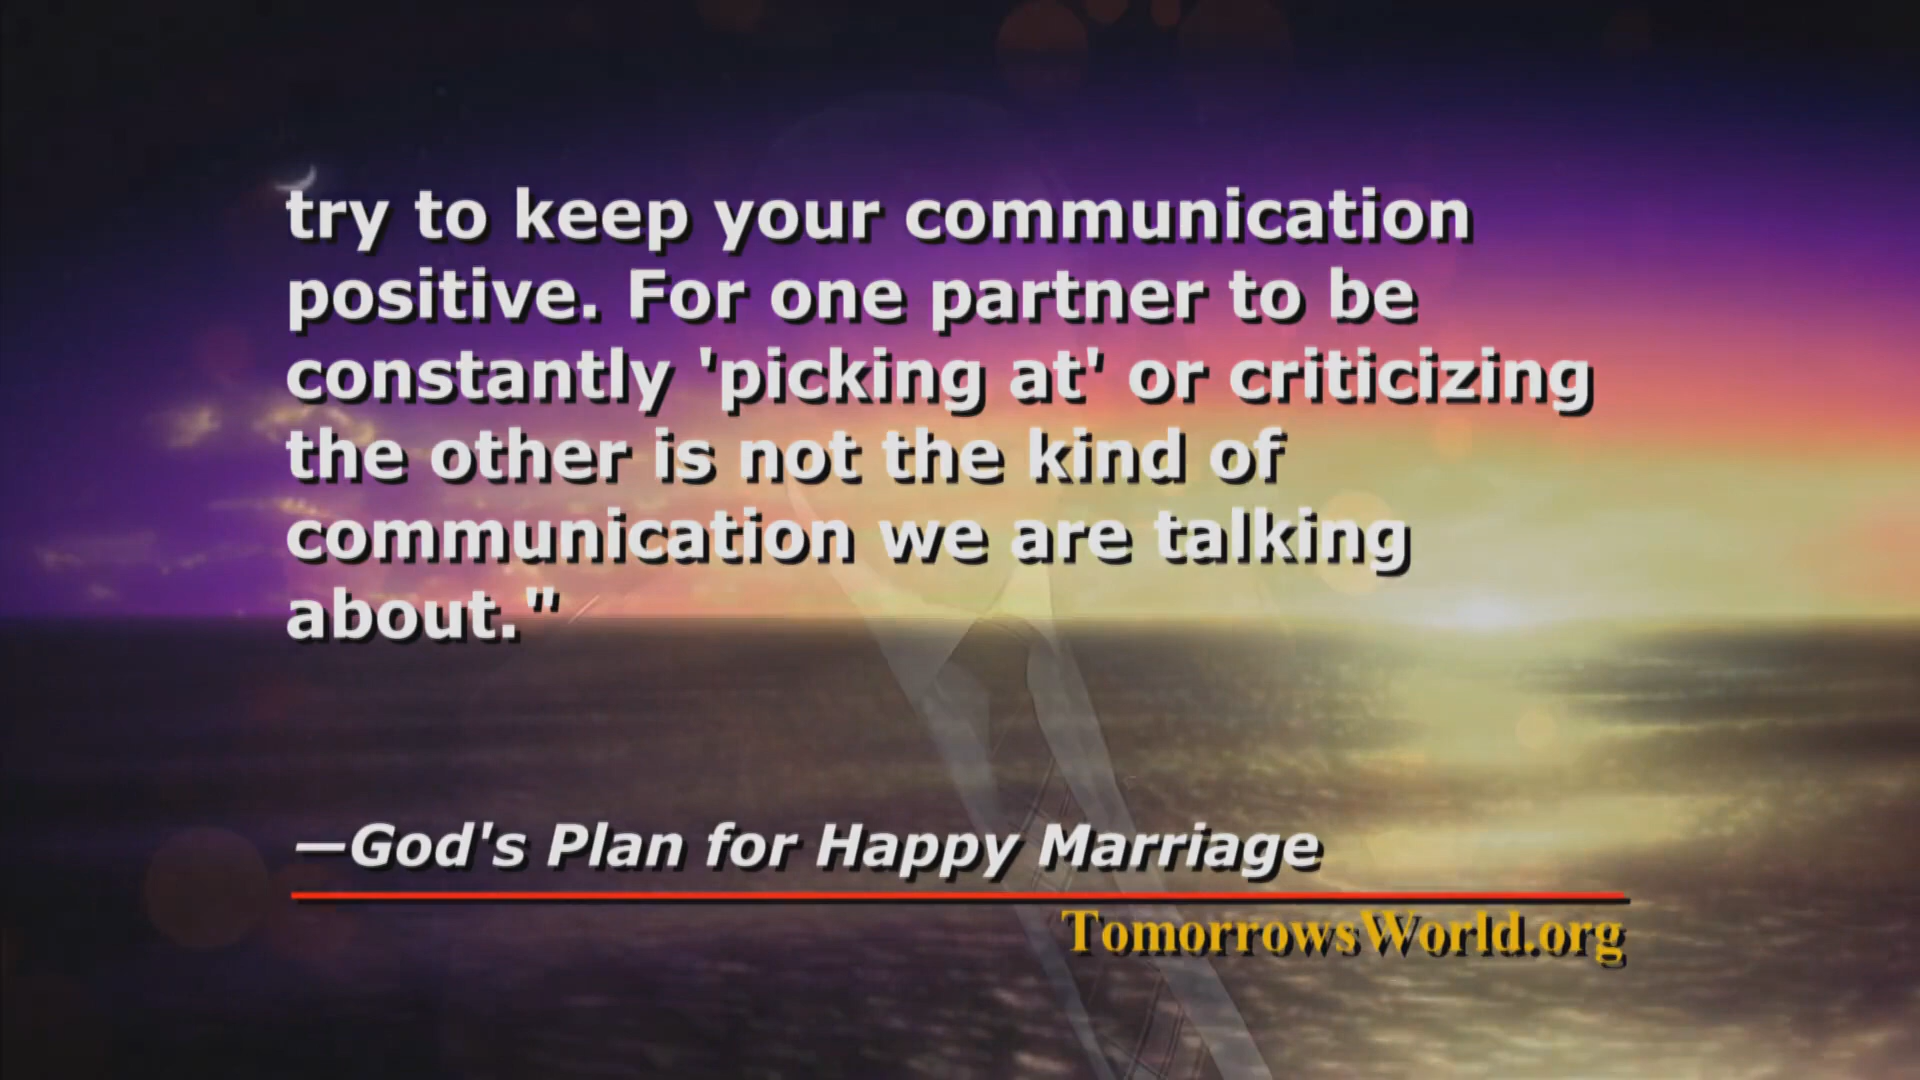 try to keep your communication
positive. For one partner to be
constantly 'picking at' or criticizing
the other is not the kind of
communication we are talking
about."
—God's Plan for Happy Marriage
TomorrowsWorld.org